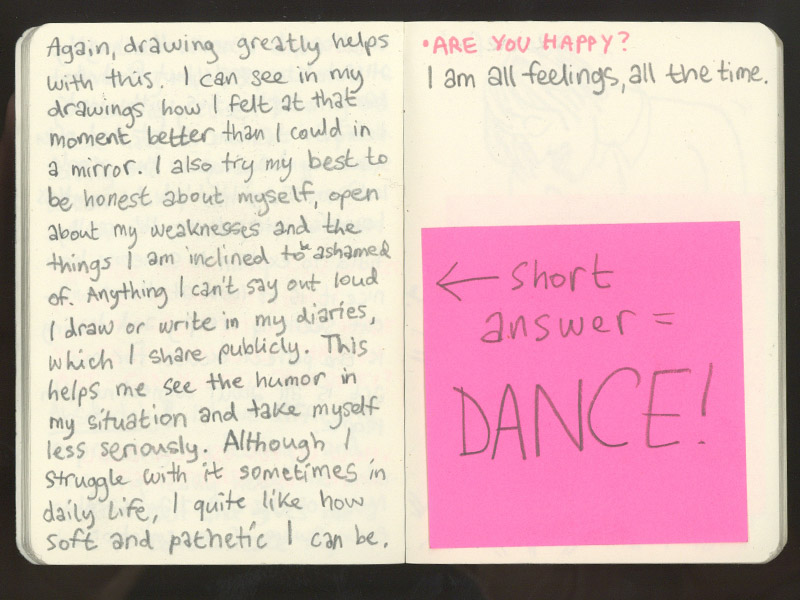 Again, drawing greatly helps
with this. I can see in my
drawings how I felt at that
moment better than I could in
a mirror. I also try my best to
be honest about myself, open
about my weaknesses and the
things I am inclined to be ashamed
of. Anything I can't say out loud
I draw or write in my diaries,
which I share publicly. This
helps me see the humor in
my situation and take myself
less seriously. Although I
struggle with it sometimes in
daily life, I quite like how
soft and pathetic I can be.
•ARE YOU HAPPY?
I am all feelings, all the time.
← short
answer =
DANCE!